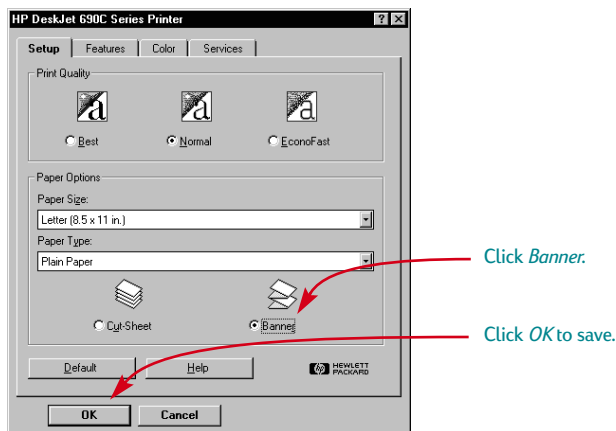 HP DeskJet 690C Series Printer
Setup Features Color Services
Print Quality
Best Normal EconoFast
Paper Options
Paper Size:
Letter (8.5 x 11 in.)
Paper Type:
Plain Paper
Click Banner.
Cut-Sheet Banner
Click OK to save.
Default Help hp HEWLETT
PACKARD
OK Cancel